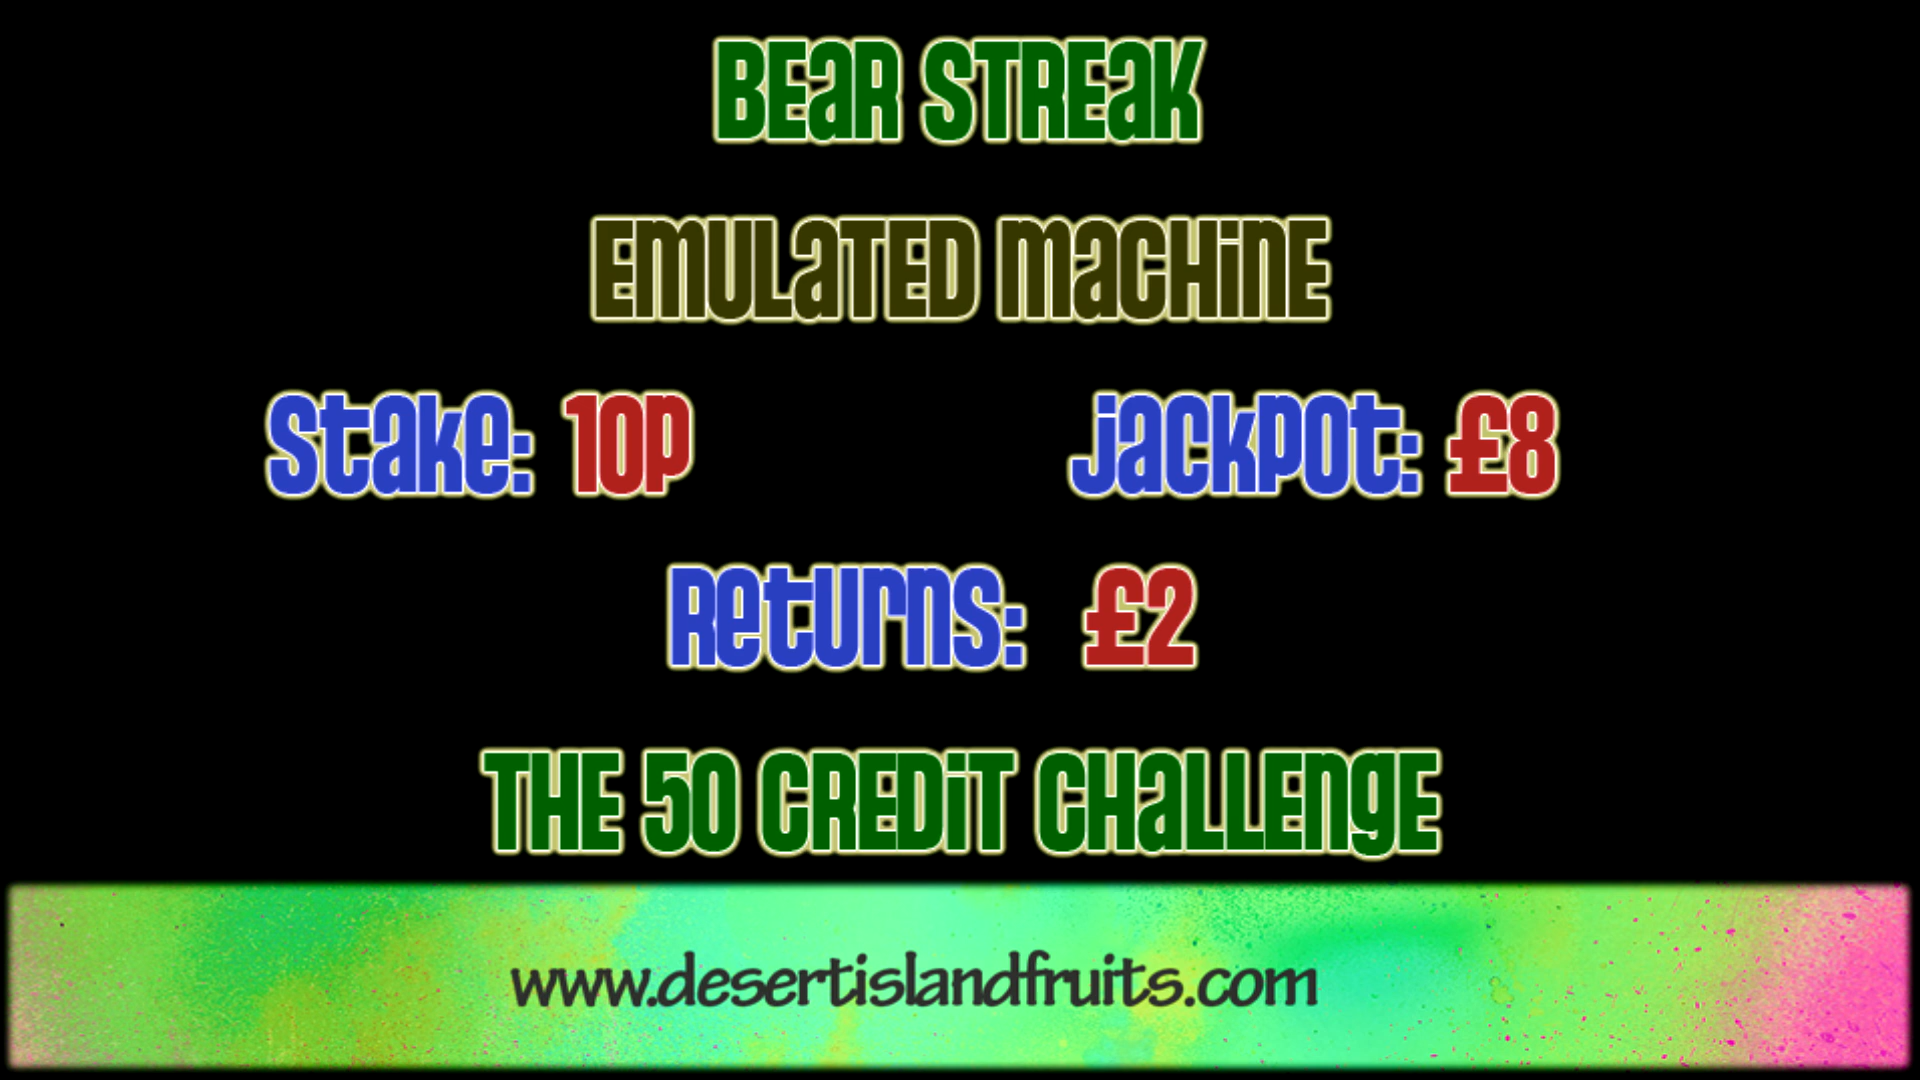 BEaR STREaK
EMULaTED MaCHiNE
Stake: 10p Jackpot: £8
Returns: £2
THE 50 CREDiT CHaLLENgE
www.desertislandfruits.com